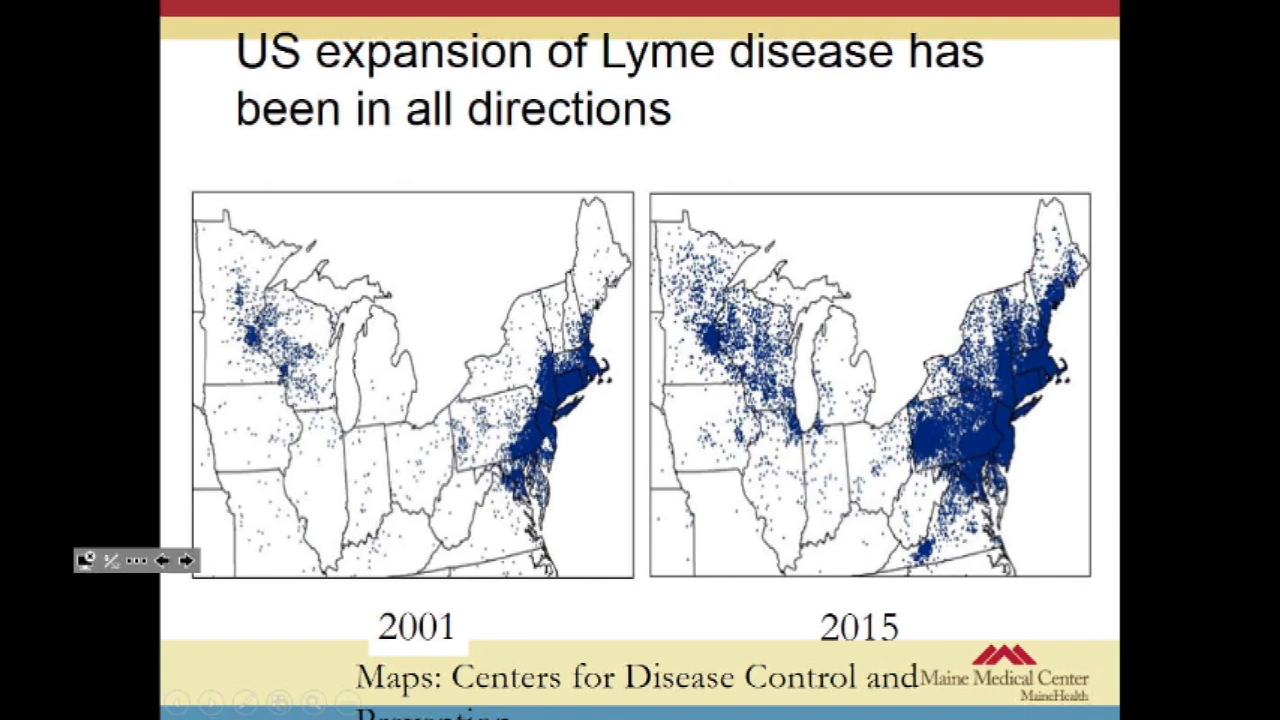 US expansion of Lyme disease has
been in all directions
2001
2015
Maps: Centers for Disease Control and
Prevention
Maine Medical Center
MaineHealth